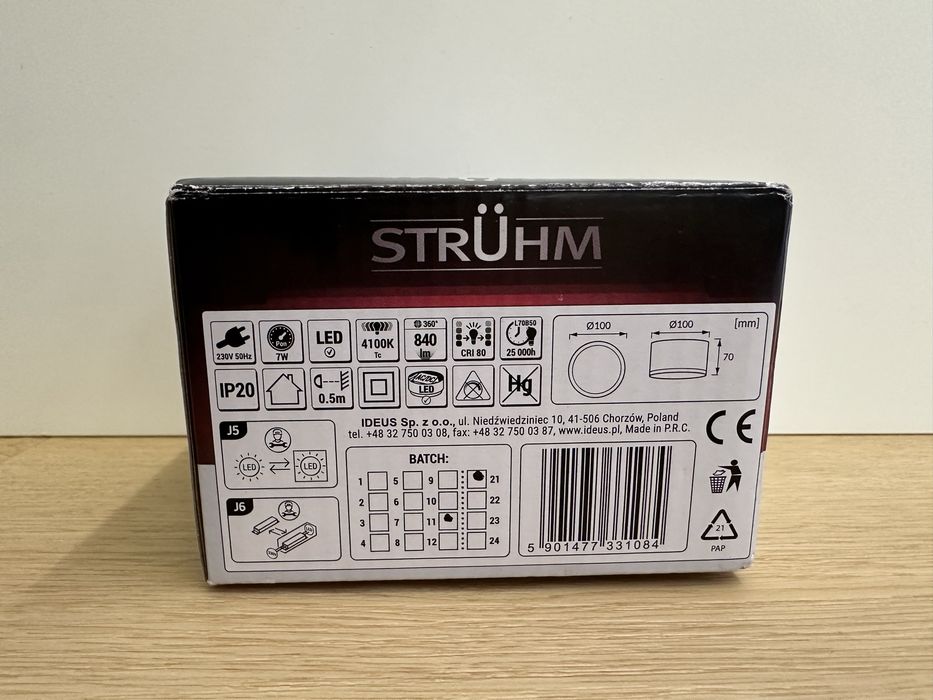 STRÜHM
230V 50Hz
Pon
7W
LED
4100K
Tc
360°
840
lm
CRI 80
L70B50
25 000h
Ø100
Ø100
[mm]
70
IP20
0.5m
LED
Hg
IDEUS Sp. z o.o., ul. Niedźwiedziniec 10, 41-506 Chorzów, Poland
tel. +48 32 750 03 08, fax: +48 32 750 03 87, www.ideus.pl, Made in P.R.C.
CE
J5
LED
LED
J6
BATCH:
1 5 9 21
2 6 10 22
3 7 11 23
4 8 12 24
5 901477 331084
21
PAP